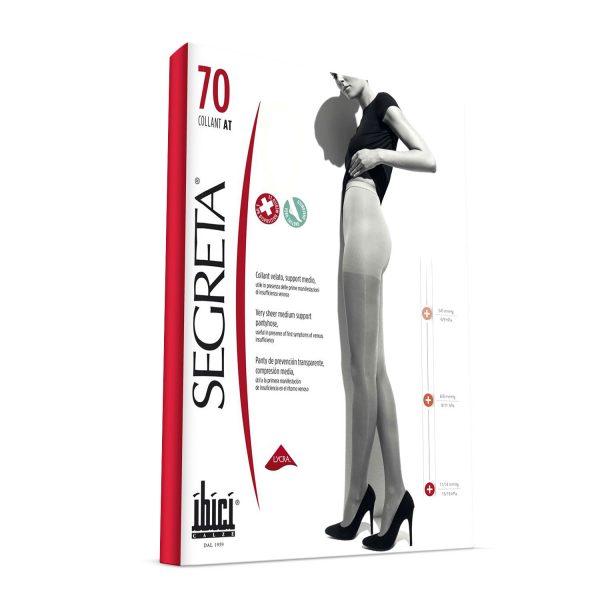 70
COLLANT AT
SEGRETA®
Collant velato, support medio,
utile in presenza delle prime manifestazioni
di insufficienza venosa
Very sheer medium support
pantyhose,
useful in presence of first symptoms of venous
insufficiency
Panty de prevención transparente,
compresión media,
útil a la primera manifestación
de insuficiencia en el retorno venoso
LYCRA
ibici®
CALZE
DAL 1959